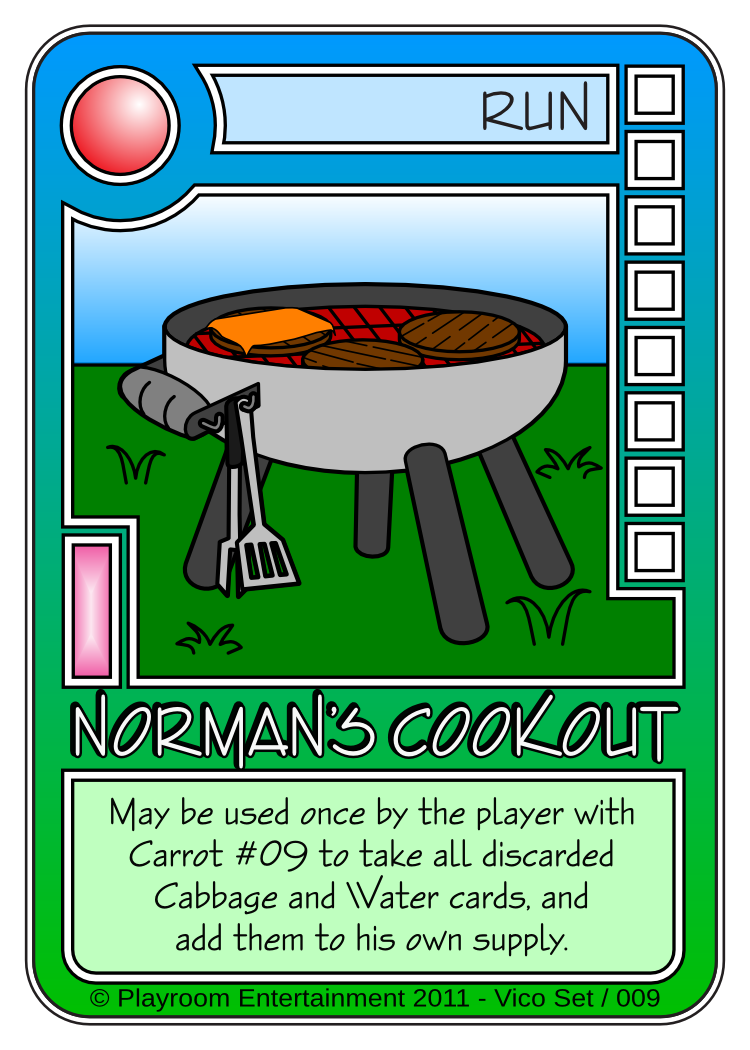 RUN
NORMAN'S COOKOUT
May be used once by the player with
Carrot #09 to take all discarded
Cabbage and Water cards, and
add them to his own supply.
© Playroom Entertainment 2011 - Vico Set / 009